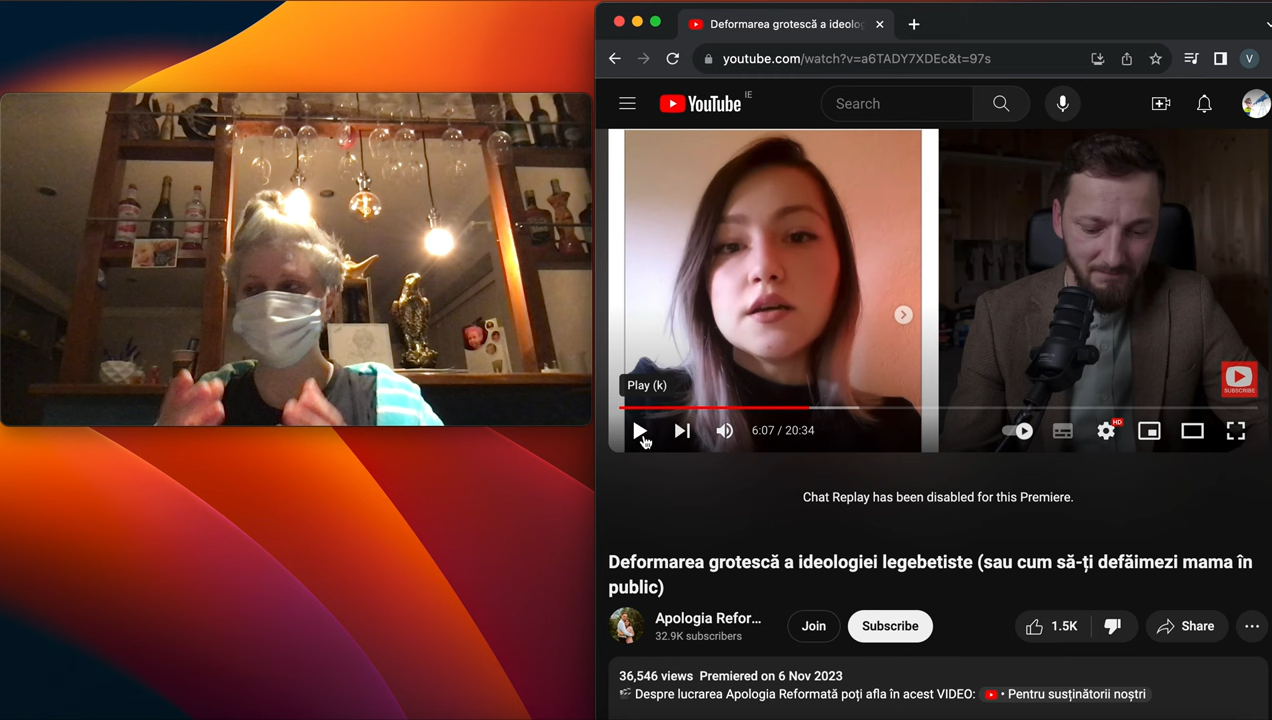 Deformarea grotescă a ideolog
youtube.com/watch?v=a6TADY7XDEc&t=97s
V
YouTube IE
Search
SUBSCRIBE
Play (k)
6:07 / 20:34
HD
Chat Replay has been disabled for this Premiere.
Deformarea grotescă a ideologiei legebetiste (sau cum să-ți defăimezi mama în
public)
Apologia Refor...
32.9K subscribers
Join
Subscribe
1.5K
Share
36,546 views Premiered on 6 Nov 2023
🎬 Despre lucrarea Apologia Reformată poți afla în acest VIDEO: • Pentru susținătorii noștri